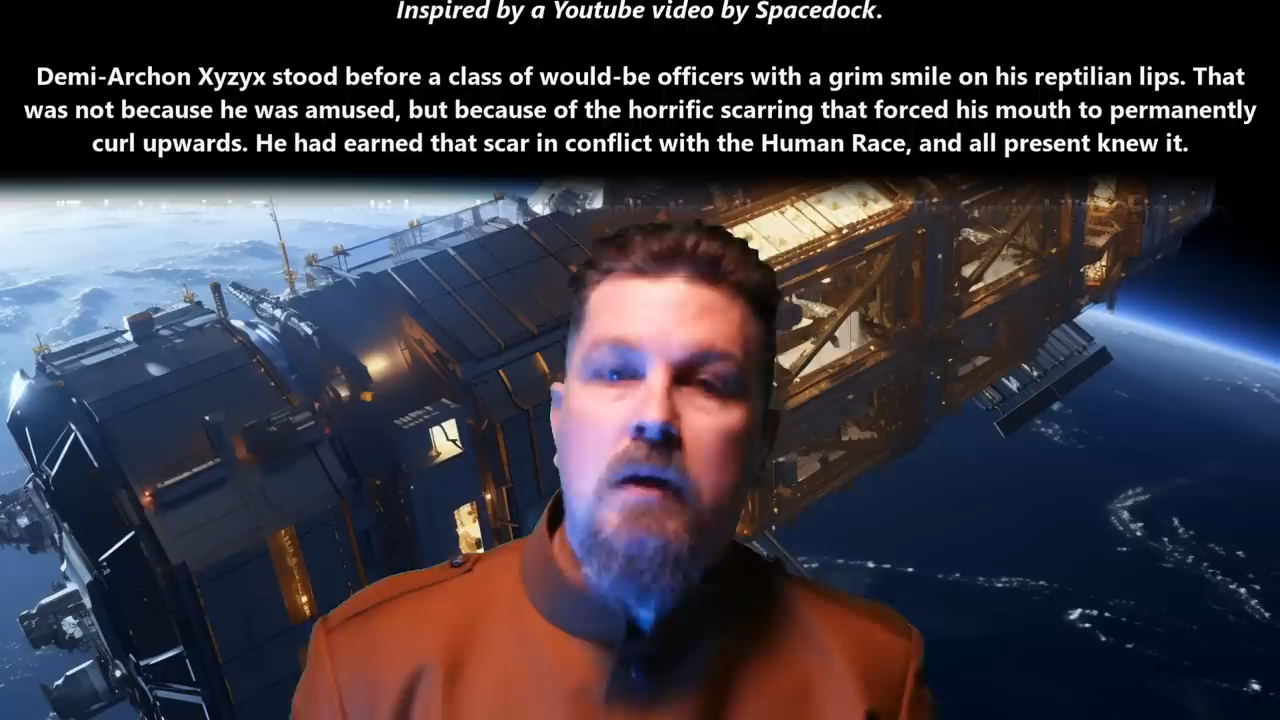 Inspired by a Youtube video by Spacedock.
Demi-Archon Xyzyx stood before a class of would-be officers with a grim smile on his reptilian lips. That
was not because he was amused, but because of the horrific scarring that forced his mouth to permanently
curl upwards. He had earned that scar in conflict with the Human Race, and all present knew it.